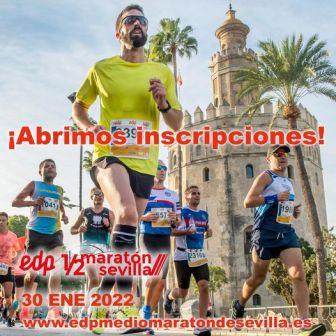 ¡Abrimos inscripciones!
edp 1/2 maratón
sevilla
30 ENE 2022
www.edpmediomaratondesevilla.es